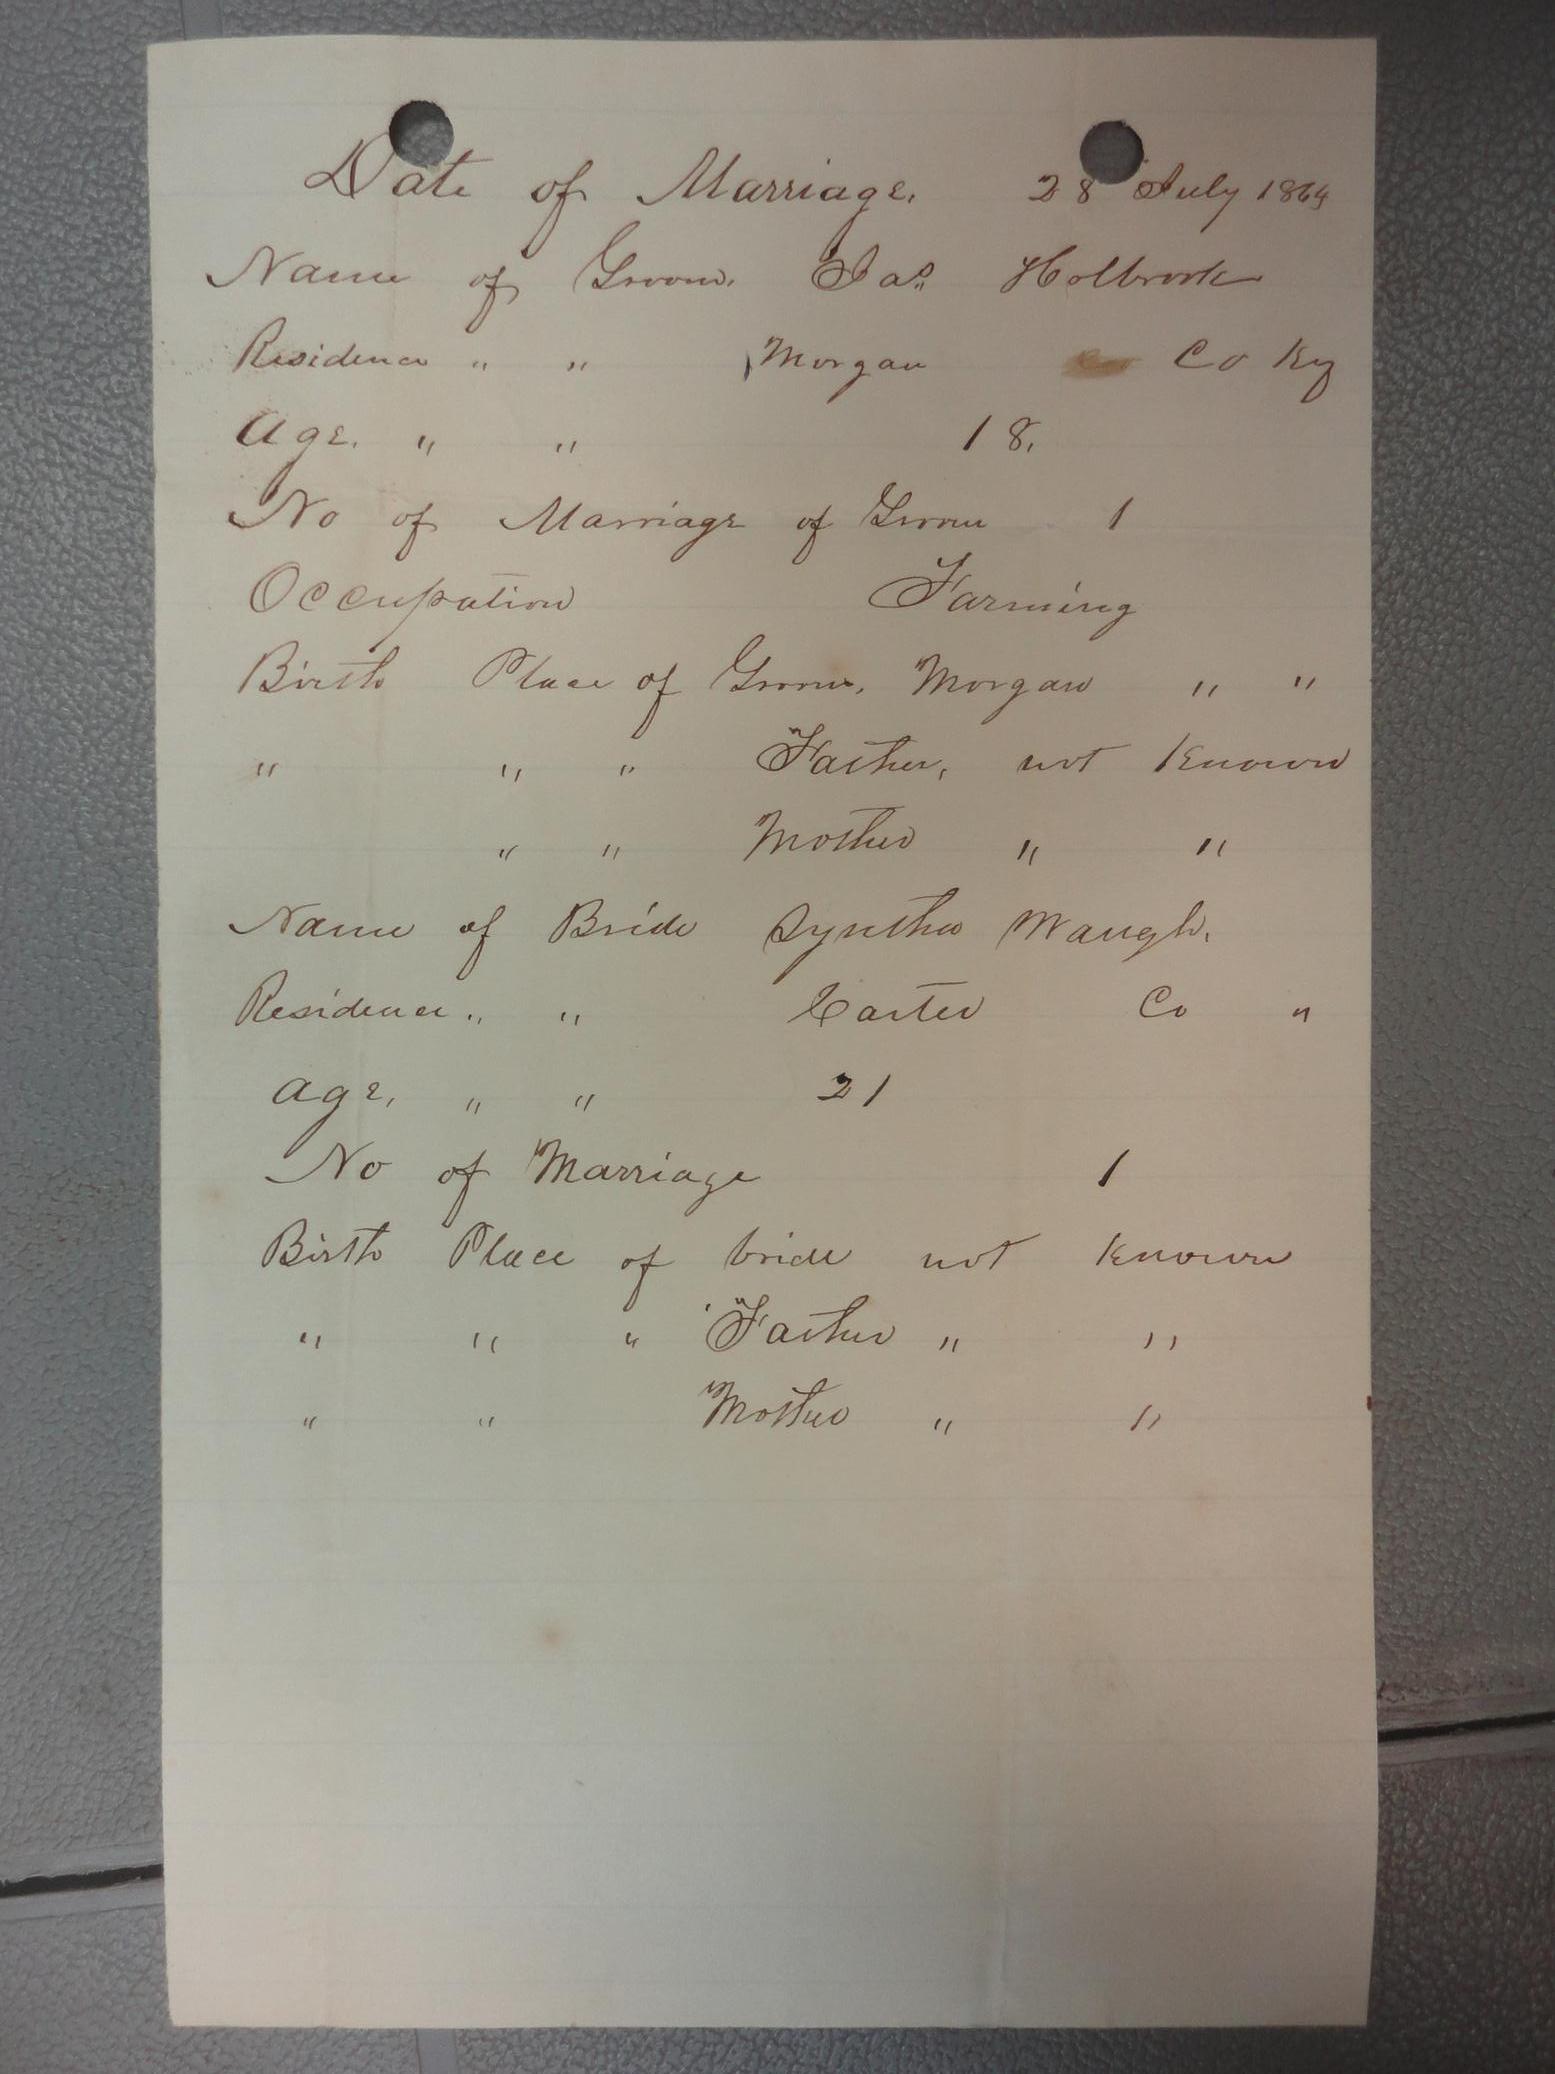 Date of Marriage. 28 July 1864
Name of Groom. Jas. Holbrook
Residence " " Morgan Co Ky
Age. " " 18.
No of Marriage of Groom 1
Occupation Farming
Birth Place of Groom. Morgan " "
" " " Father, not Known
" " Mother " "
Name of Bride Syntha Waugh.
Residence " " Carter Co "
Age, " " 21
No of Marriage 1
Birth Place of bride not Known
" " " Father " "
" " Mother " "